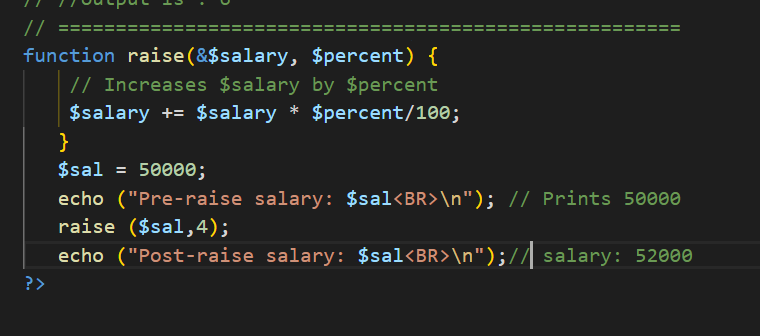 // //output is : 6
// =======================================================
function raise(&$salary, $percent) {
// Increases $salary by $percent
$salary += $salary * $percent/100;
}
$sal = 50000;
echo ("Pre-raise salary: $sal<BR>\n"); // Prints 50000
raise ($sal,4);
echo ("Post-raise salary: $sal<BR>\n");// salary: 52000
?>